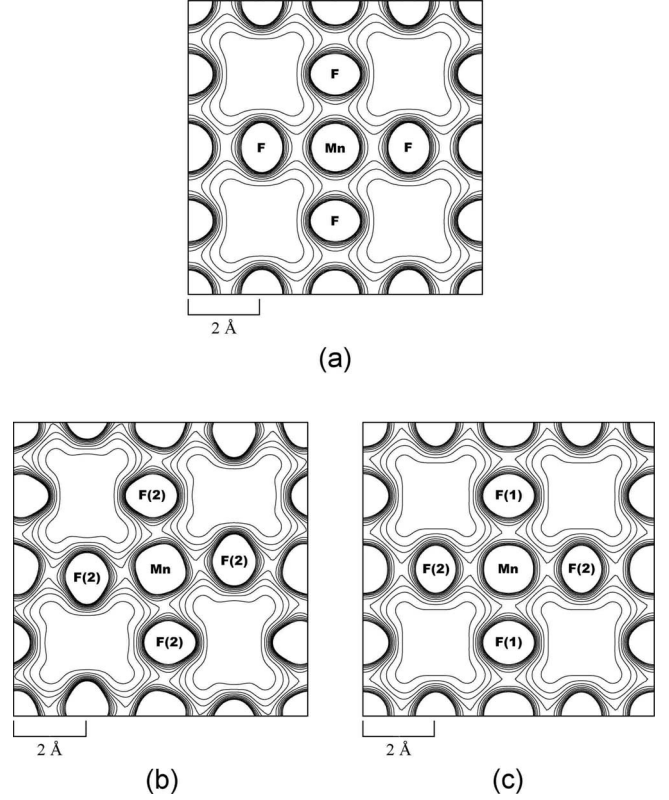 F
F
Mn
F
F
2 Å
(a)
F(2)
F(2)
Mn
F(2)
F(2)
2 Å
(b)
F(1)
F(2)
Mn
F(2)
F(1)
2 Å
(c)